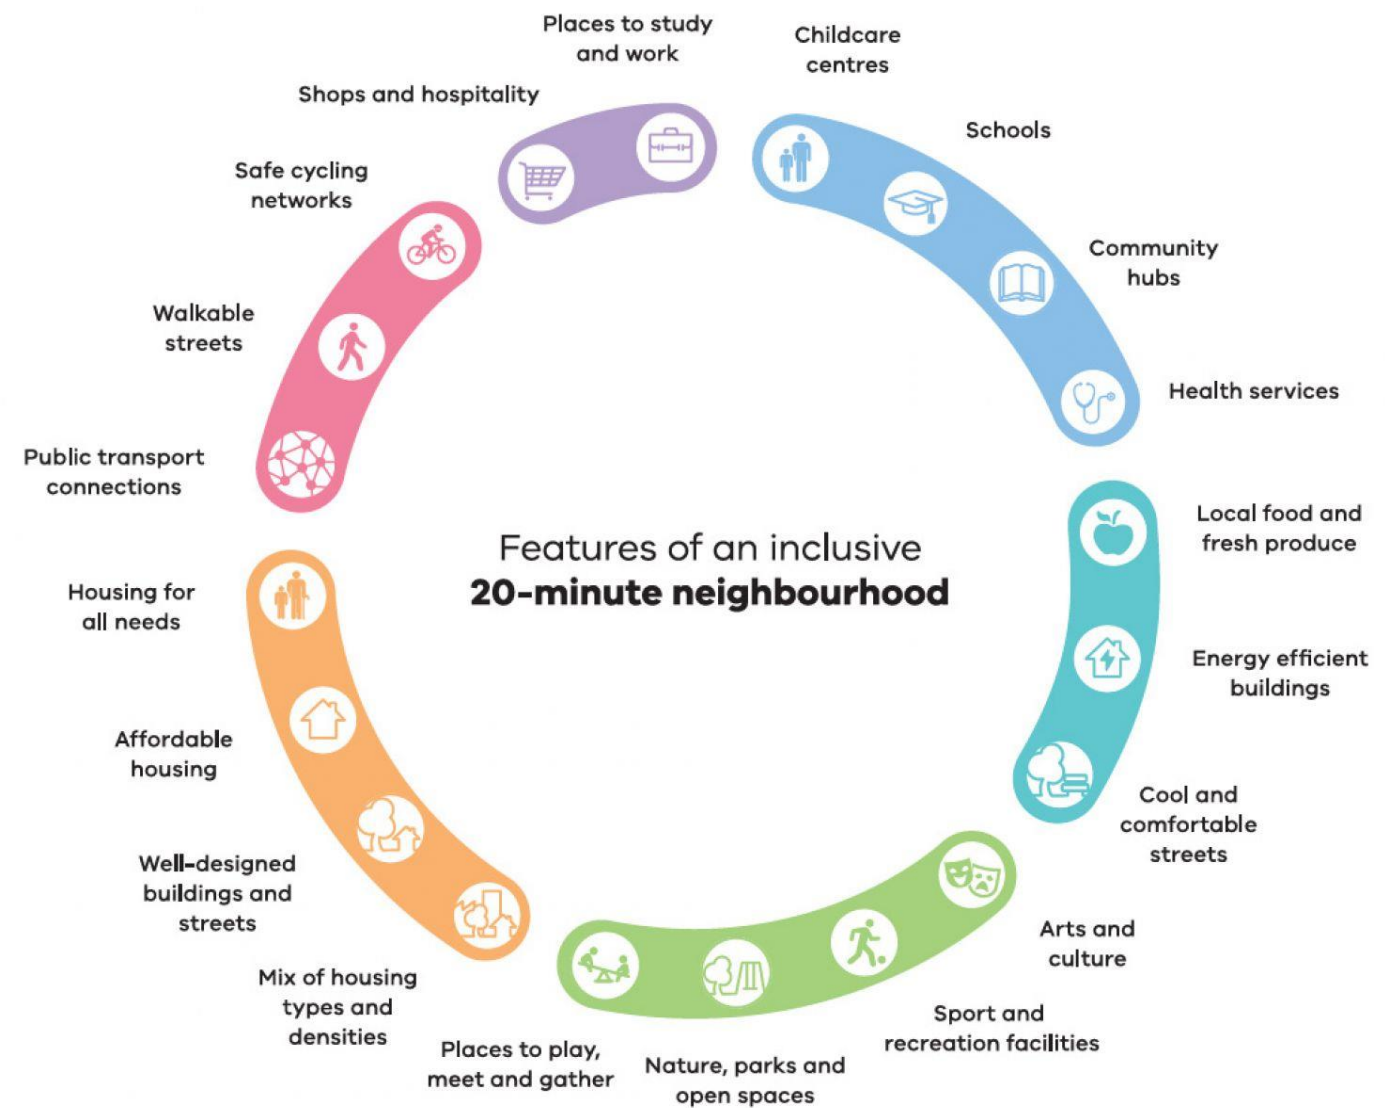 Places to study
and work
Childcare
centres
Schools
Community
hubs
Health services
Local food and
fresh produce
Energy efficient
buildings
Cool and
comfortable
streets
Arts and
culture
Sport and
recreation facilities
Nature, parks and
open spaces
Places to play,
meet and gather
Mix of housing
types and
densities
Well-designed
buildings and
streets
Affordable
housing
Housing for
all needs
Public transport
connections
Walkable
streets
Safe cycling
networks
Shops and hospitality
Features of an inclusive
20-minute neighbourhood